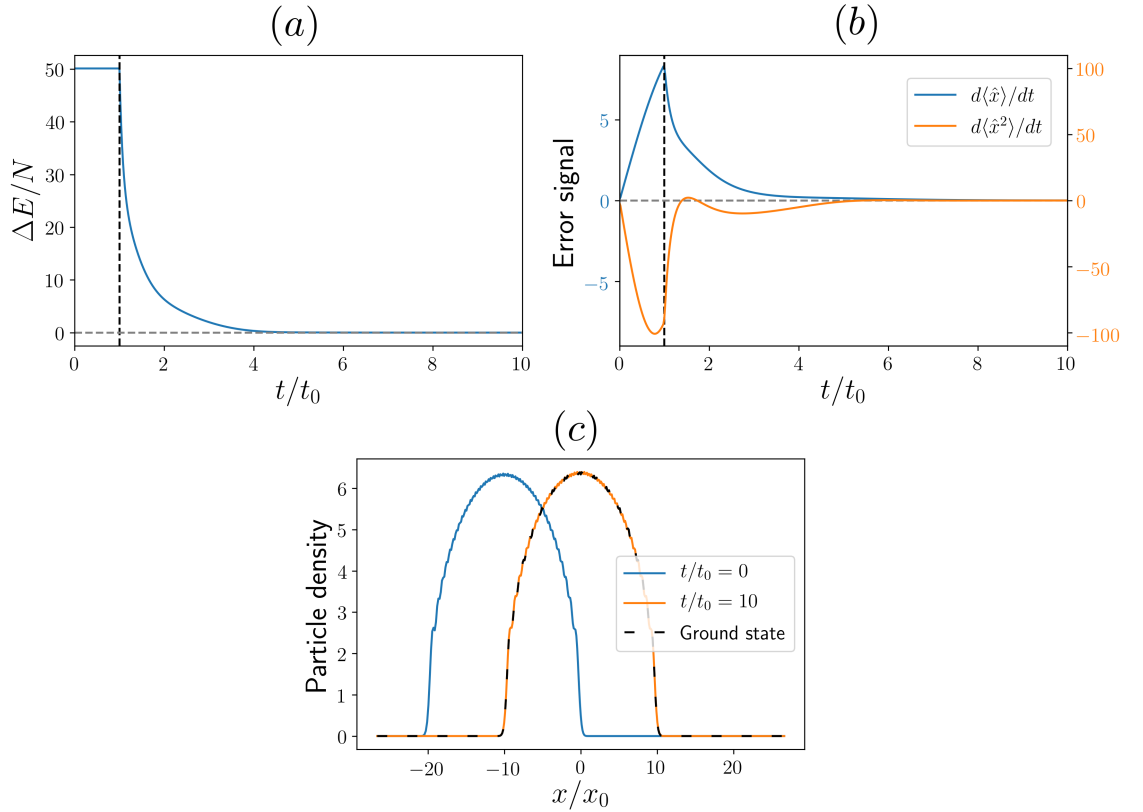 (a)
ΔE/N
50
40
30
20
10
0
0 2 4 6 8 10
t/t₀
(b)
Error signal
5
0
−5
d⟨x̂⟩/dt
d⟨x̂²⟩/dt
100
50
0
−50
−100
0 2 4 6 8 10
t/t₀
(c)
Particle density
6
5
4
3
2
1
0
t/t₀ = 0
t/t₀ = 10
Ground state
−20 −10 0 10 20
x/x₀